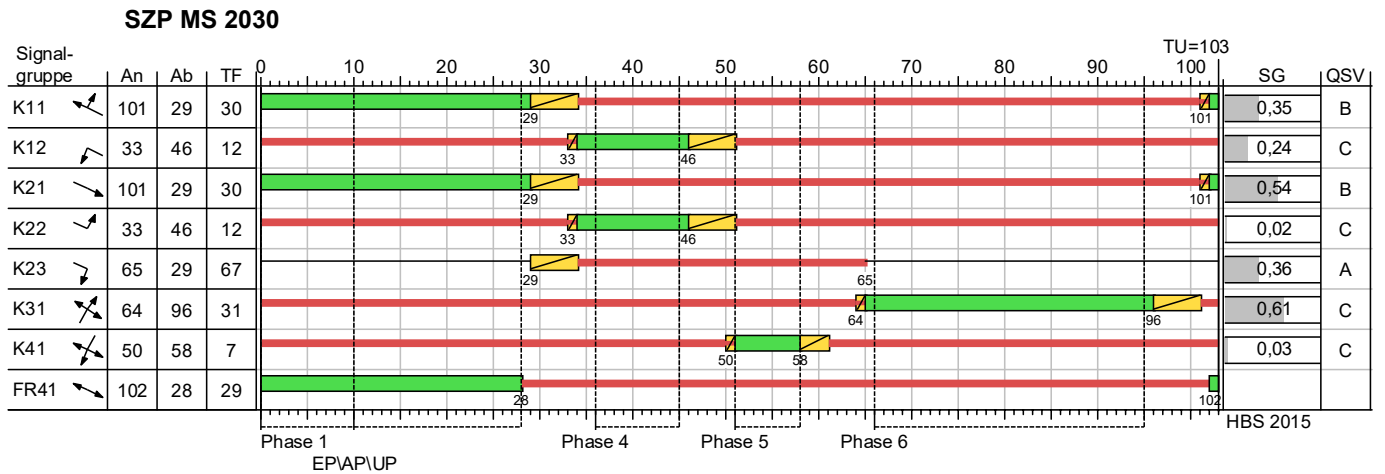 SZP MS 2030
TU=103
Signal-
gruppe An Ab TF 0 10 20 30 40 50 60 70 80 90 100 SG QSV
K11 101 29 30 29 101 0,35 B
K12 33 46 12 33 46 0,24 C
K21 101 29 30 29 101 0,54 B
K22 33 46 12 33 46 0,02 C
K23 65 29 67 29 65 0,36 A
K31 64 96 31 64 96 0,61 C
K41 50 58 7 50 58 0,03 C
FR41 102 28 29 28 102
HBS 2015
Phase 1 Phase 4 Phase 5 Phase 6
EP\AP\UP